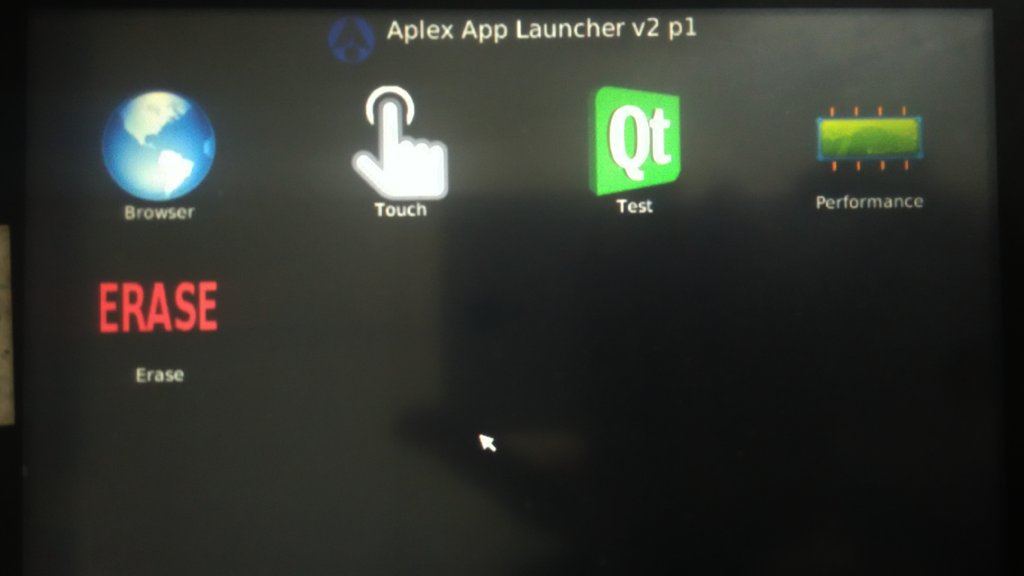 Aplex App Launcher v2 p1
Qt
Browser
Touch
Test
Performance
ERASE
Erase